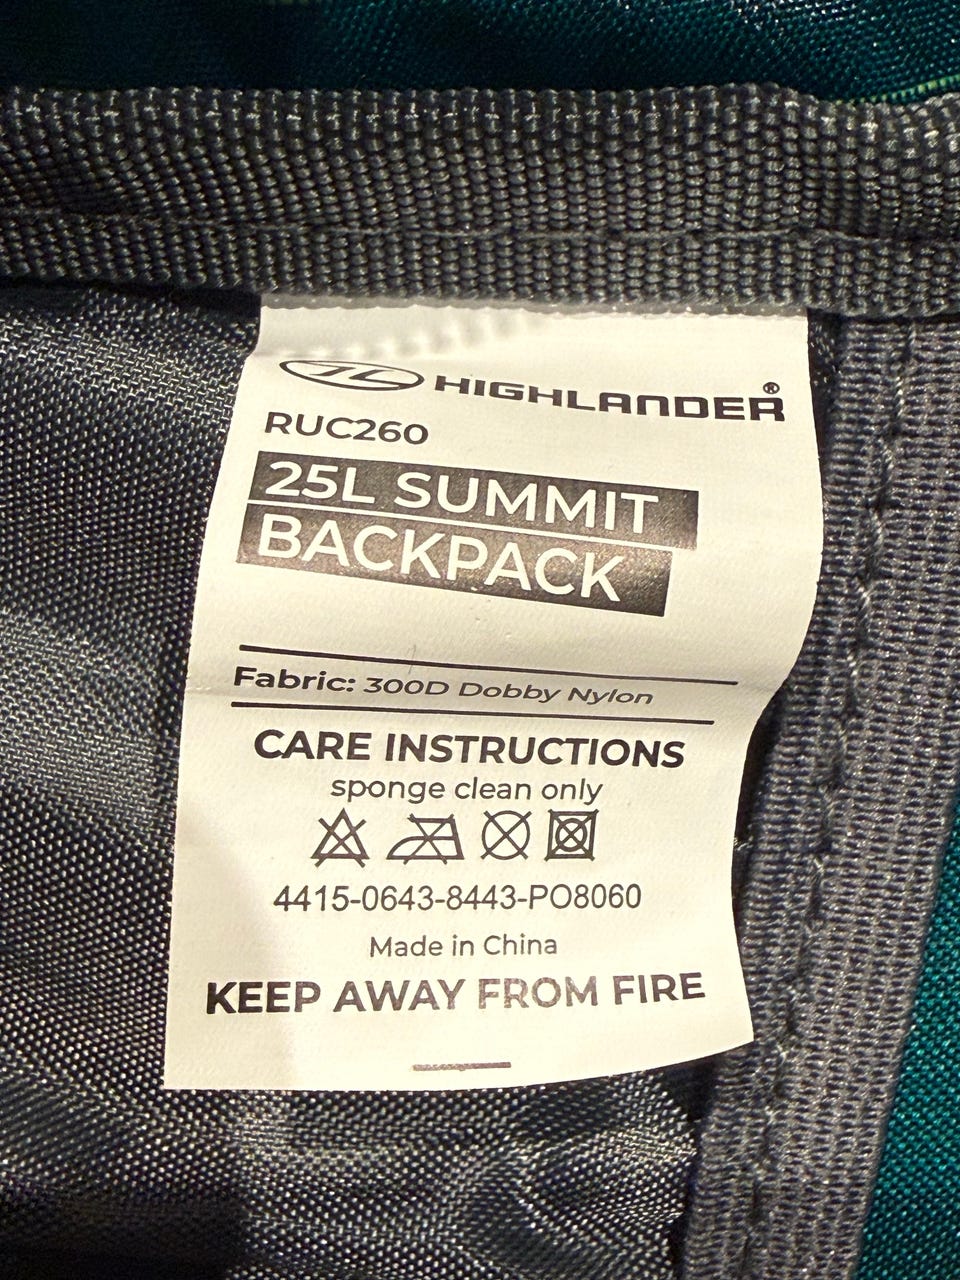 HIGHLANDER®
RUC260
25L SUMMIT
BACKPACK
Fabric: 300D Dobby Nylon
CARE INSTRUCTIONS
sponge clean only
4415-0643-8443-PO8060
Made in China
KEEP AWAY FROM FIRE